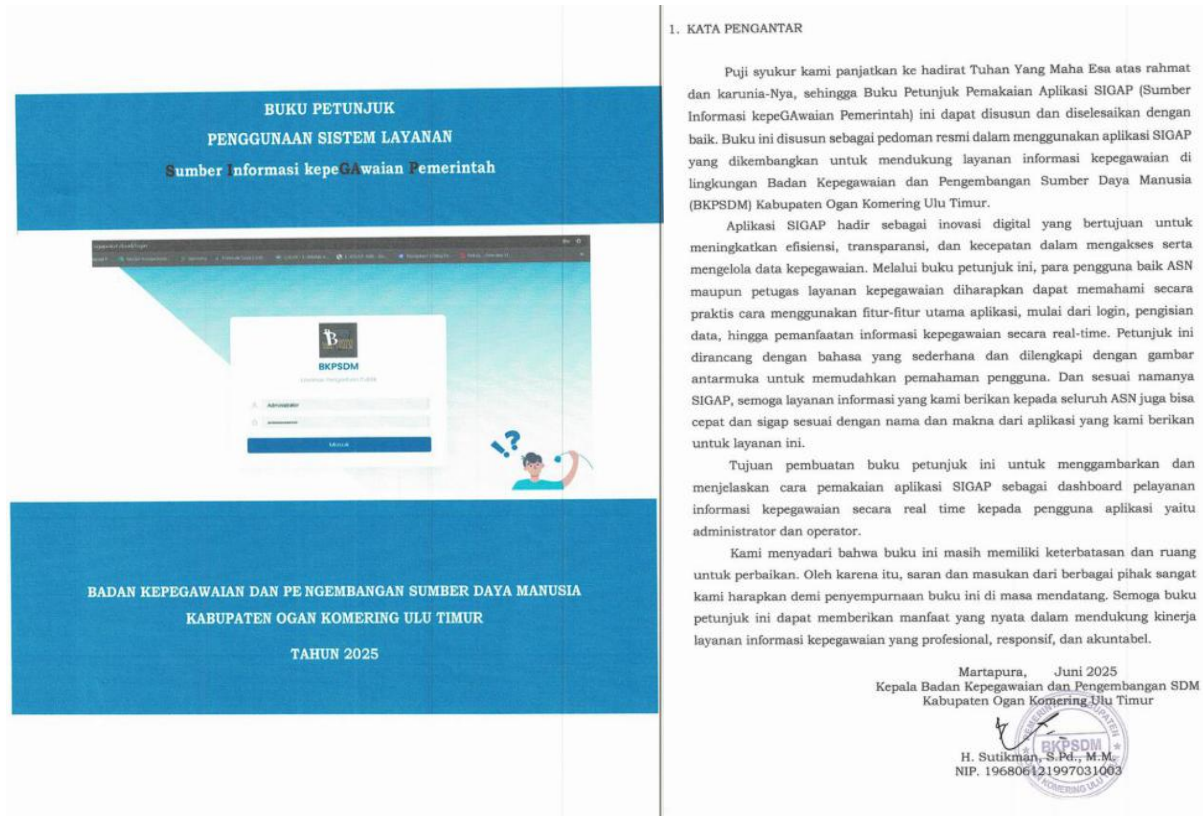 BUKU PETUNJUK
PENGGUNAAN SISTEM LAYANAN
Sumber Informasi kepeGAwaian Pemerintah
BKPSDM
Administrator
Masuk
BADAN KEPEGAWAIAN DAN PE NGEMBANGAN SUMBER DAYA MANUSIA
KABUPATEN OGAN KOMERING ULU TIMUR
TAHUN 2025
1. KATA PENGANTAR
Puji syukur kami panjatkan ke hadirat Tuhan Yang Maha Esa atas rahmat
dan karunia-Nya, sehingga Buku Petunjuk Pemakaian Aplikasi SIGAP (Sumber
Informasi kepeGAwaian Pemerintah) ini dapat disusun dan diselesaikan dengan
baik. Buku ini disusun sebagai pedoman resmi dalam menggunakan aplikasi SIGAP
yang dikembangkan untuk mendukung layanan informasi kepegawaian di
lingkungan Badan Kepegawaian dan Pengembangan Sumber Daya Manusia
(BKPSDM) Kabupaten Ogan Komering Ulu Timur.
Aplikasi SIGAP hadir sebagai inovasi digital yang bertujuan untuk
meningkatkan efisiensi, transparansi, dan kecepatan dalam mengakses serta
mengelola data kepegawaian. Melalui buku petunjuk ini, para pengguna baik ASN
maupun petugas layanan kepegawaian diharapkan dapat memahami secara
praktis cara menggunakan fitur-fitur utama aplikasi, mulai dari login, pengisian
data, hingga pemanfaatan informasi kepegawaian secara real-time. Petunjuk ini
dirancang dengan bahasa yang sederhana dan dilengkapi dengan gambar
antarmuka untuk memudahkan pemahaman pengguna. Dan sesuai namanya
SIGAP, semoga layanan informasi yang kami berikan kepada seluruh ASN juga bisa
cepat dan sigap sesuai dengan nama dan makna dari aplikasi yang kami berikan
untuk layanan ini.
Tujuan pembuatan buku petunjuk ini untuk menggambarkan dan
menjelaskan cara pemakaian aplikasi SIGAP sebagai dashboard pelayanan
informasi kepegawaian secara real time kepada pengguna aplikasi yaitu
administrator dan operator.
Kami menyadari bahwa buku ini masih memiliki keterbatasan dan ruang
untuk perbaikan. Oleh karena itu, saran dan masukan dari berbagai pihak sangat
kami harapkan demi penyempurnaan buku ini di masa mendatang. Semoga buku
petunjuk ini dapat memberikan manfaat yang nyata dalam mendukung kinerja
layanan informasi kepegawaian yang profesional, responsif, dan akuntabel.
Martapura, Juni 2025
Kepala Badan Kepegawaian dan Pengembangan SDM
Kabupaten Ogan Komering Ulu Timur
BKPSDM
H. Sutikman, S.Pd., M.M.
NIP. 196806121997031003